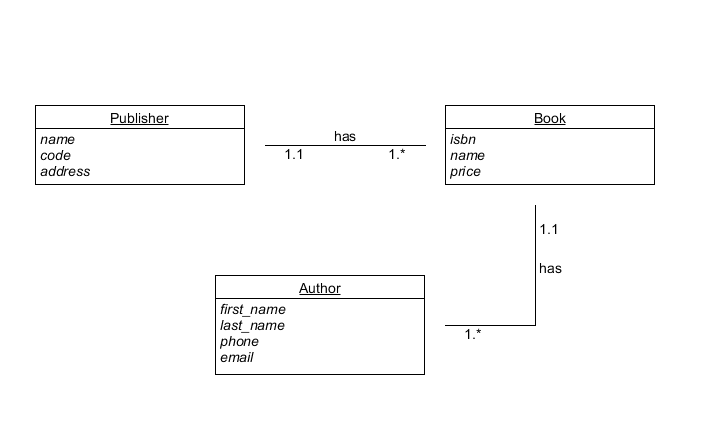 Publisher
name
code
address
has
1.1
1.*
Book
isbn
name
price
1.1
has
1.*
Author
first_name
last_name
phone
email